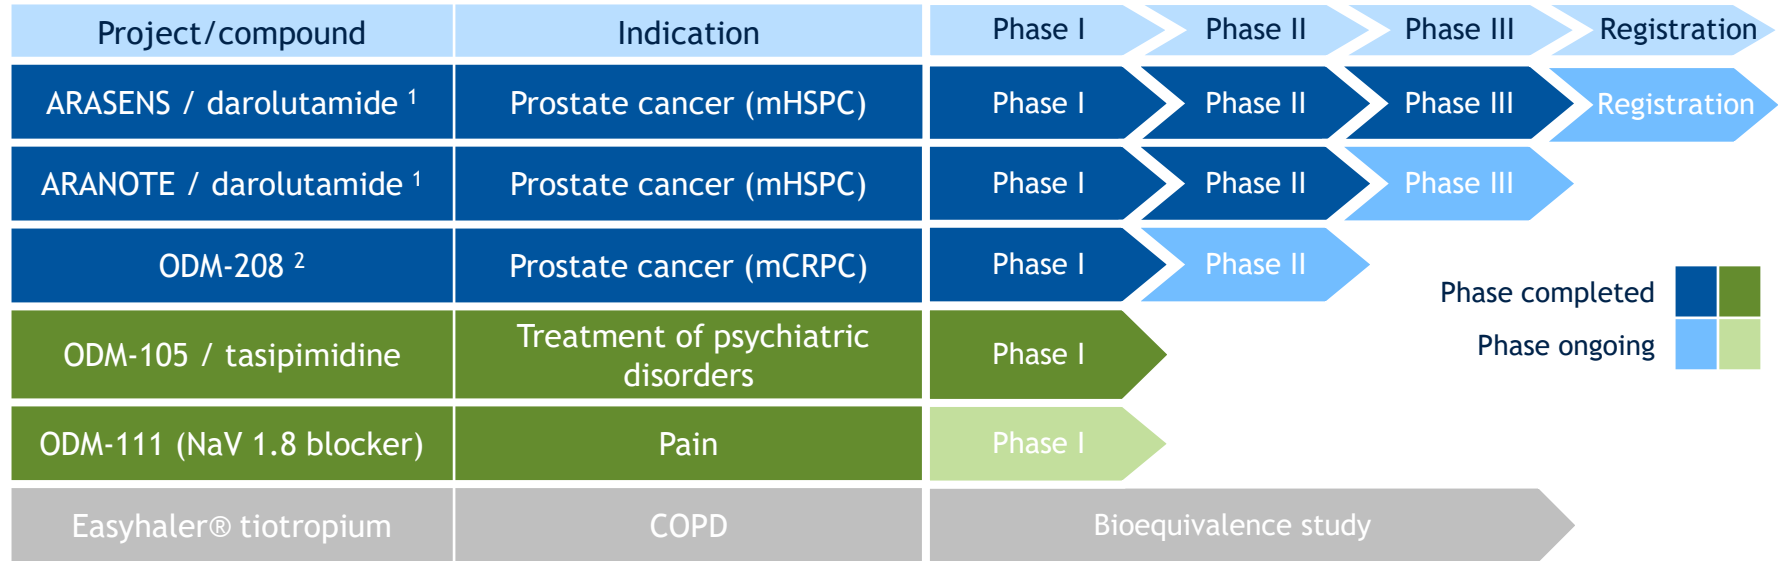 Project/compound Indication Phase I Phase II Phase III Registration
ARASENS / darolutamide ¹ Prostate cancer (mHSPC) Phase I Phase II Phase III Registration
ARANOTE / darolutamide ¹ Prostate cancer (mHSPC) Phase I Phase II Phase III
ODM-208 ² Prostate cancer (mCRPC) Phase I Phase II
Phase completed
Phase ongoing
ODM-105 / tasipimidine Treatment of psychiatric
disorders Phase I
ODM-111 (NaV 1.8 blocker) Pain Phase I
Easyhaler® tiotropium COPD Bioequivalence study